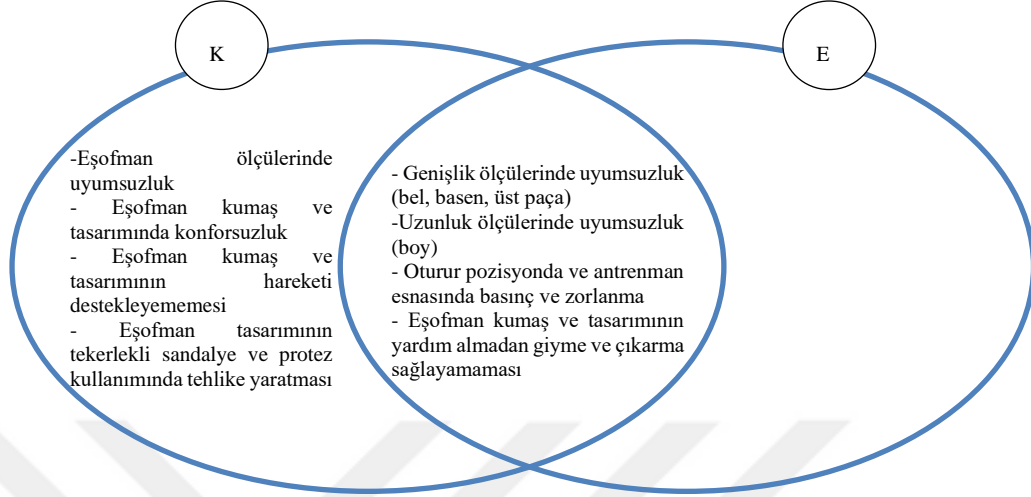 K
E
-Eşofman ölçülerinde
uyumsuzluk
- Eşofman kumaş ve
tasarımında konforsuzluk
- Eşofman kumaş ve
tasarımının hareketi
destekleyememesi
- Eşofman tasarımının
tekerlekli sandalye ve protez
kullanımında tehlike yaratması
- Genişlik ölçülerinde uyumsuzluk
(bel, basen, üst paça)
-Uzunluk ölçülerinde uyumsuzluk
(boy)
- Oturur pozisyonda ve antrenman
esnasında basınç ve zorlanma
- Eşofman kumaş ve tasarımının
yardım almadan giyme ve çıkarma
sağlayamaması